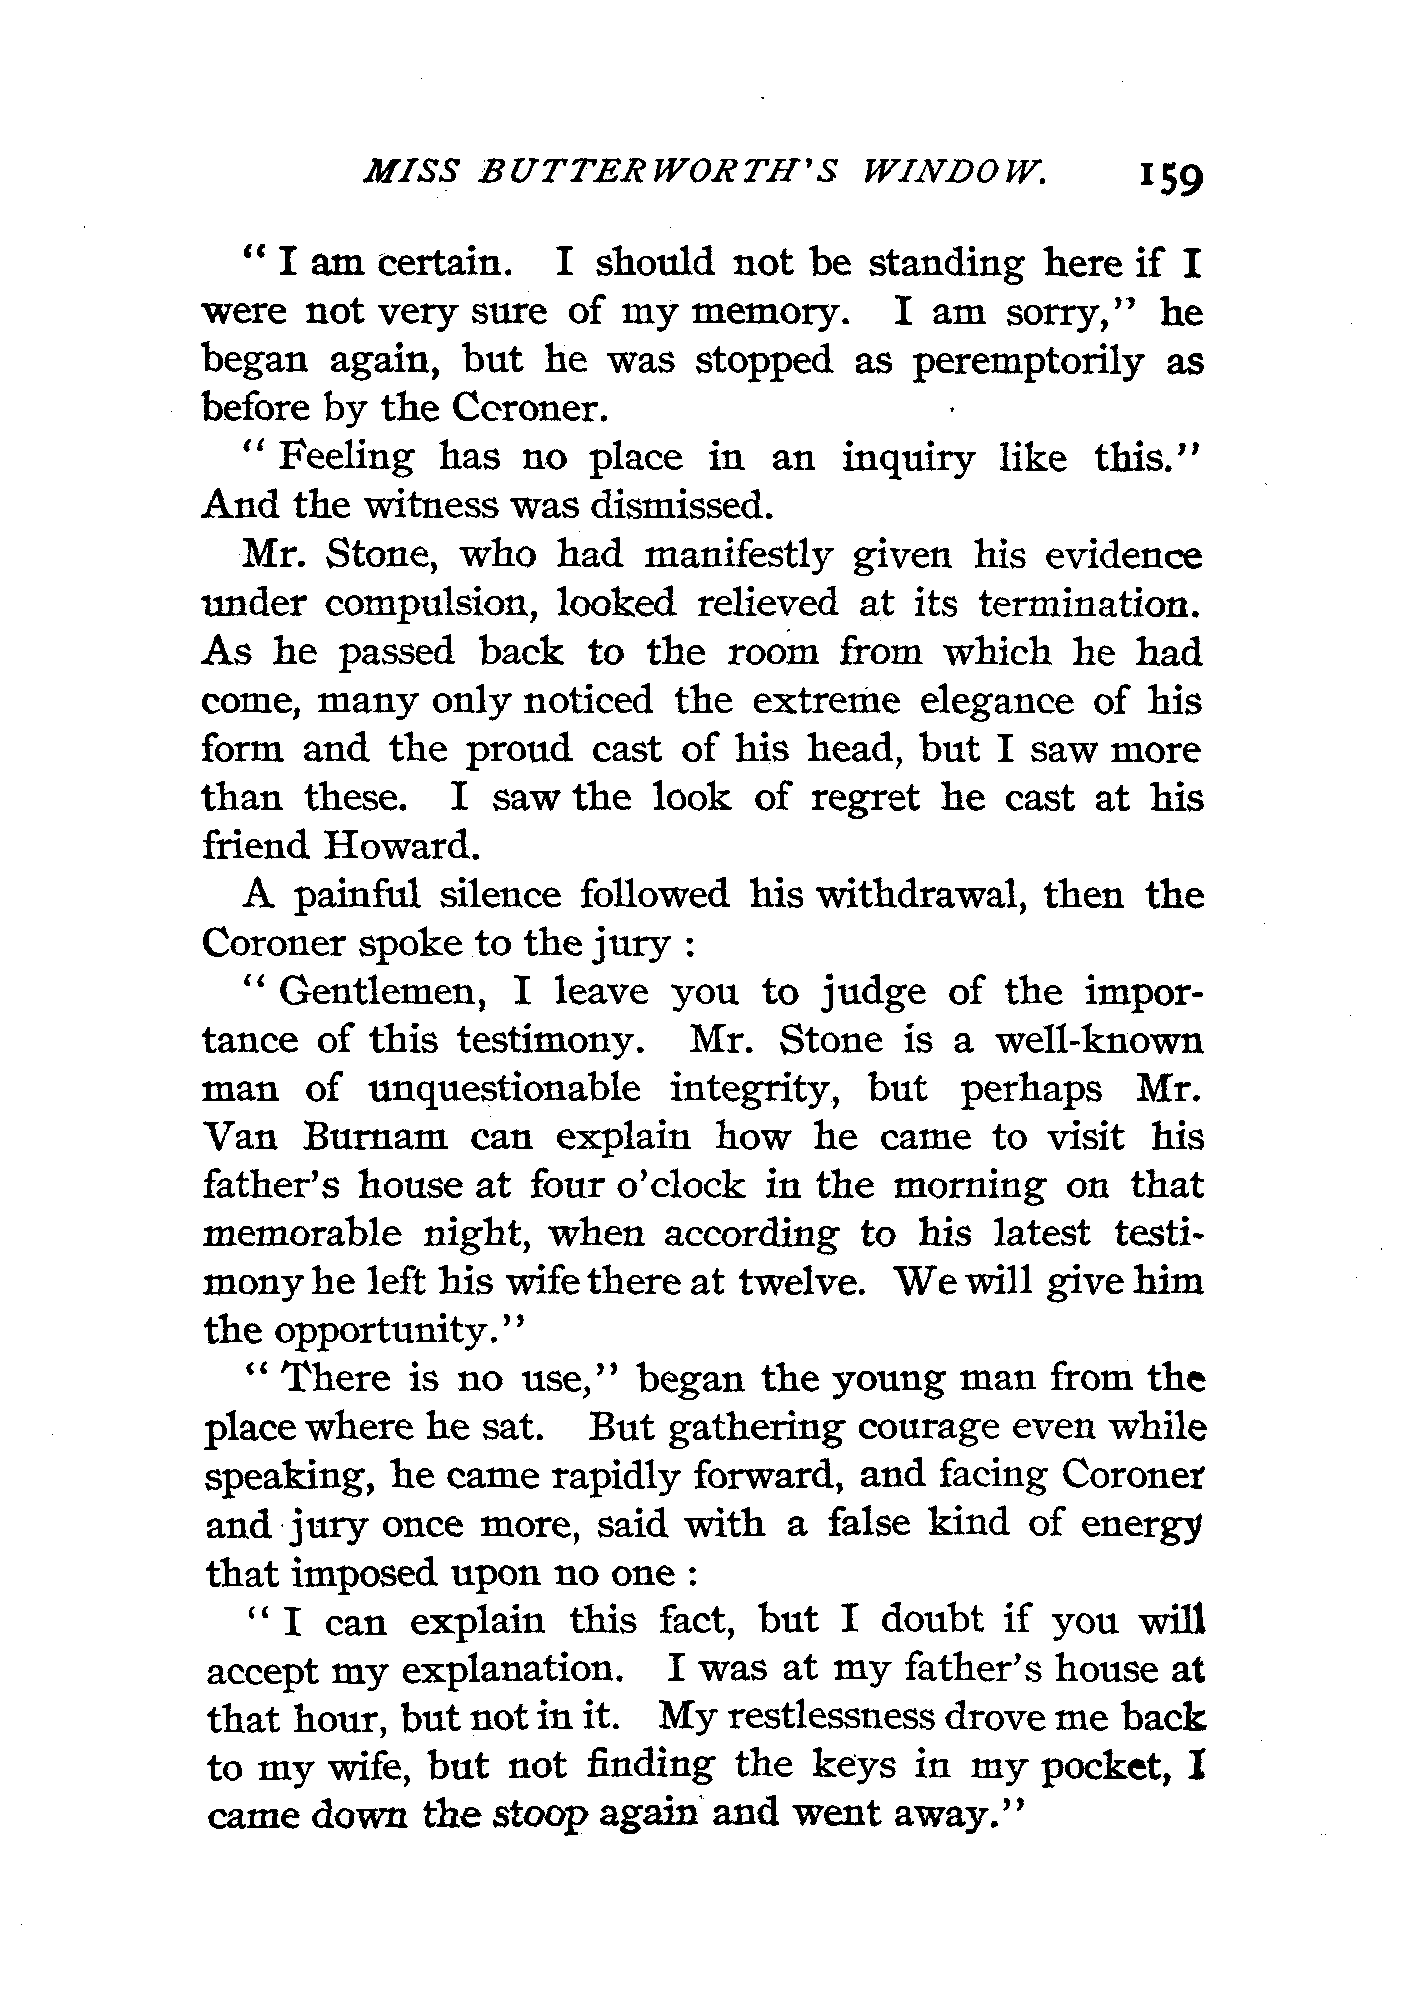 MISS BUTTERWORTH'S WINDOW. 159
" I am certain. I should not be standing here if I
were not very sure of my memory. I am sorry," he
began again, but he was stopped as peremptorily as
before by the Coroner.
" Feeling has no place in an inquiry like this."
And the witness was dismissed.
Mr. Stone, who had manifestly given his evidence
under compulsion, looked relieved at its termination.
As he passed back to the room from which he had
come, many only noticed the extreme elegance of his
form and the proud cast of his head, but I saw more
than these. I saw the look of regret he cast at his
friend Howard.
A painful silence followed his withdrawal, then the
Coroner spoke to the jury :
" Gentlemen, I leave you to judge of the impor-
tance of this testimony. Mr. Stone is a well-known
man of unquestionable integrity, but perhaps Mr.
Van Burnam can explain how he came to visit his
father's house at four o'clock in the morning on that
memorable night, when according to his latest testi-
mony he left his wife there at twelve. We will give him
the opportunity."
" There is no use," began the young man from the
place where he sat. But gathering courage even while
speaking, he came rapidly forward, and facing Coroner
and jury once more, said with a false kind of energy
that imposed upon no one :
" I can explain this fact, but I doubt if you will
accept my explanation. I was at my father's house at
that hour, but not in it. My restlessness drove me back
to my wife, but not finding the keys in my pocket, I
came down the stoop again and went away."